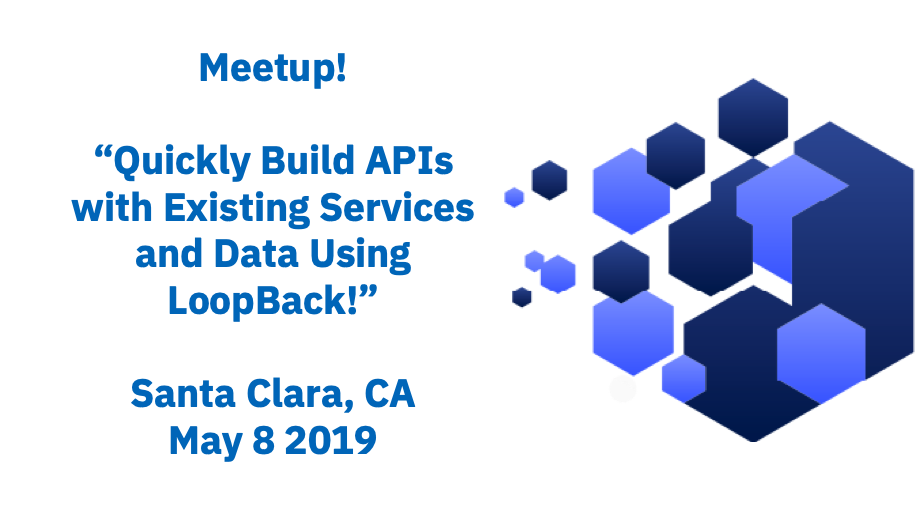 Meetup!
“Quickly Build APIs
with Existing Services
and Data Using
LoopBack!”
Santa Clara, CA
May 8 2019